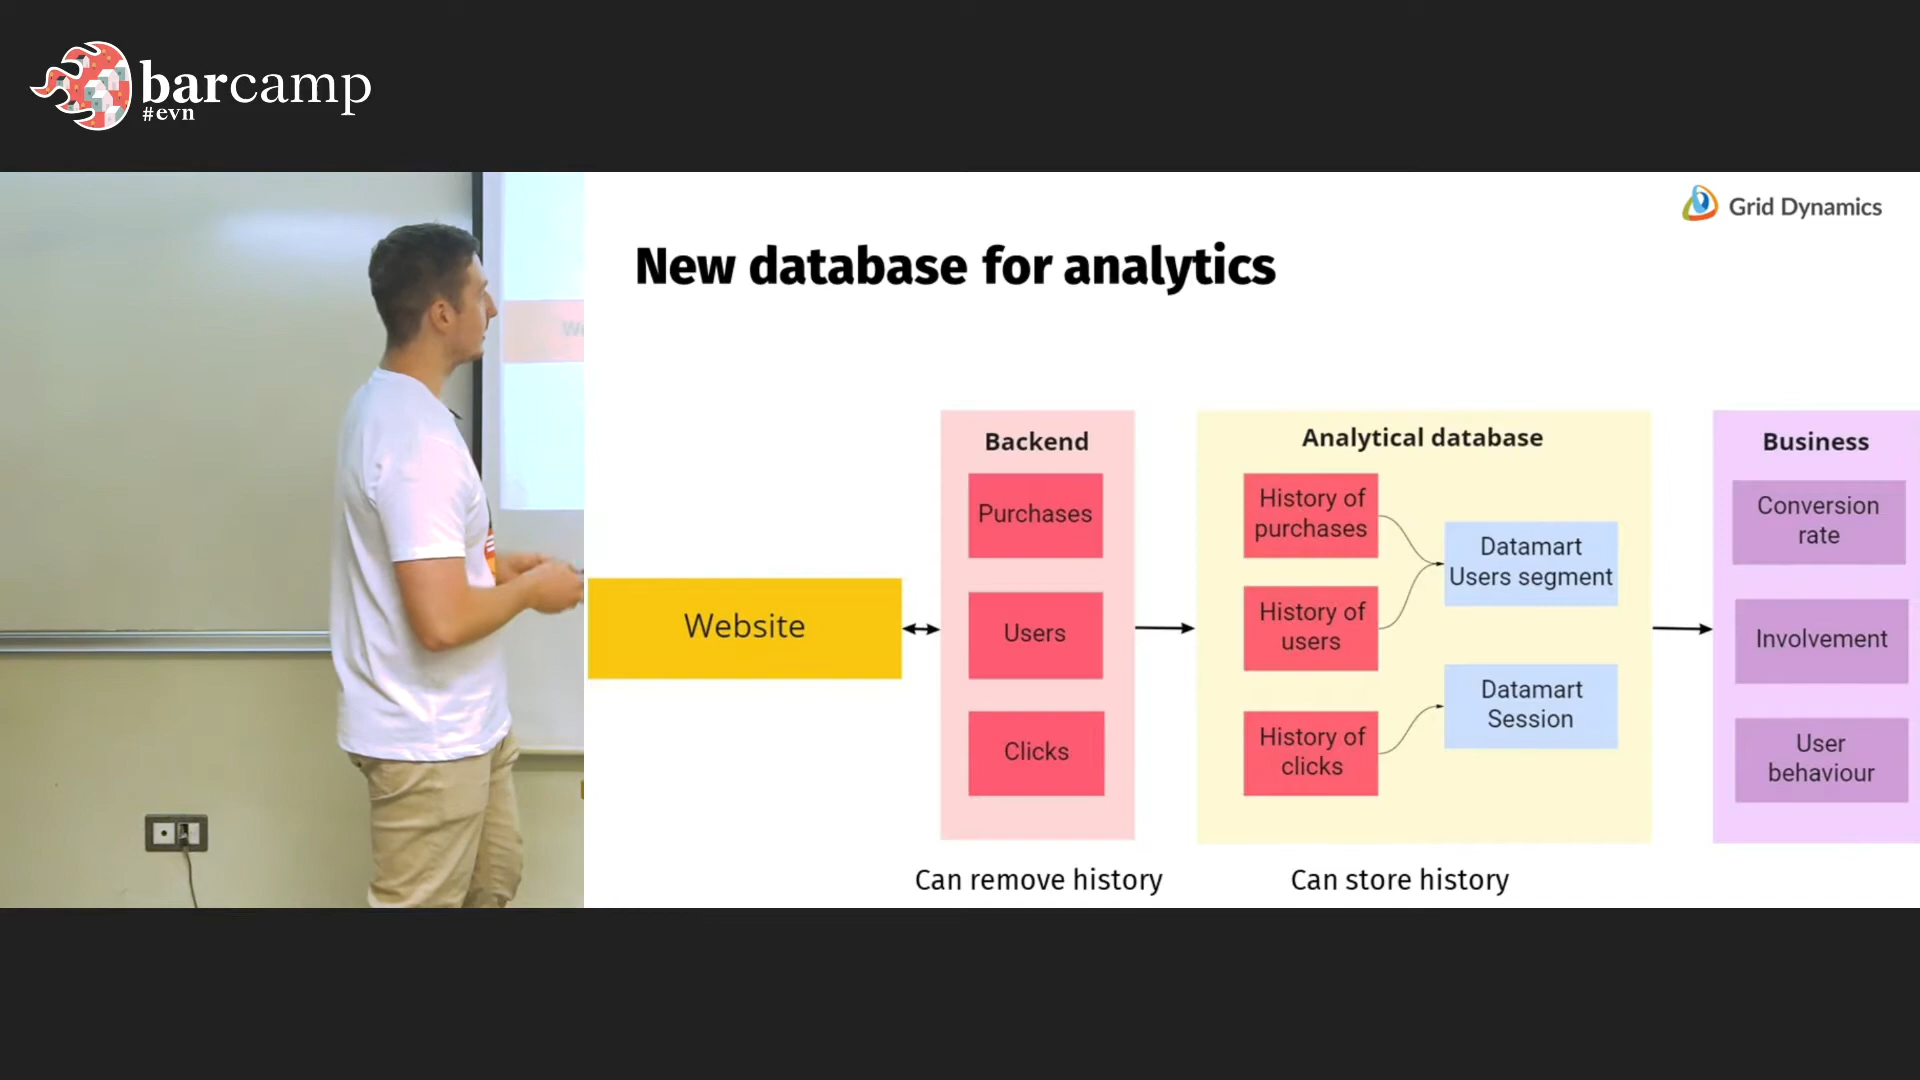 barcamp
#evn
Grid Dynamics
New database for analytics
Website
Backend
Purchases
Users
Clicks
Can remove history
Analytical database
History of
purchases
History of
users
History of
clicks
Datamart
Users segment
Datamart
Session
Can store history
Business
Conversion
rate
Involvement
User
behaviour